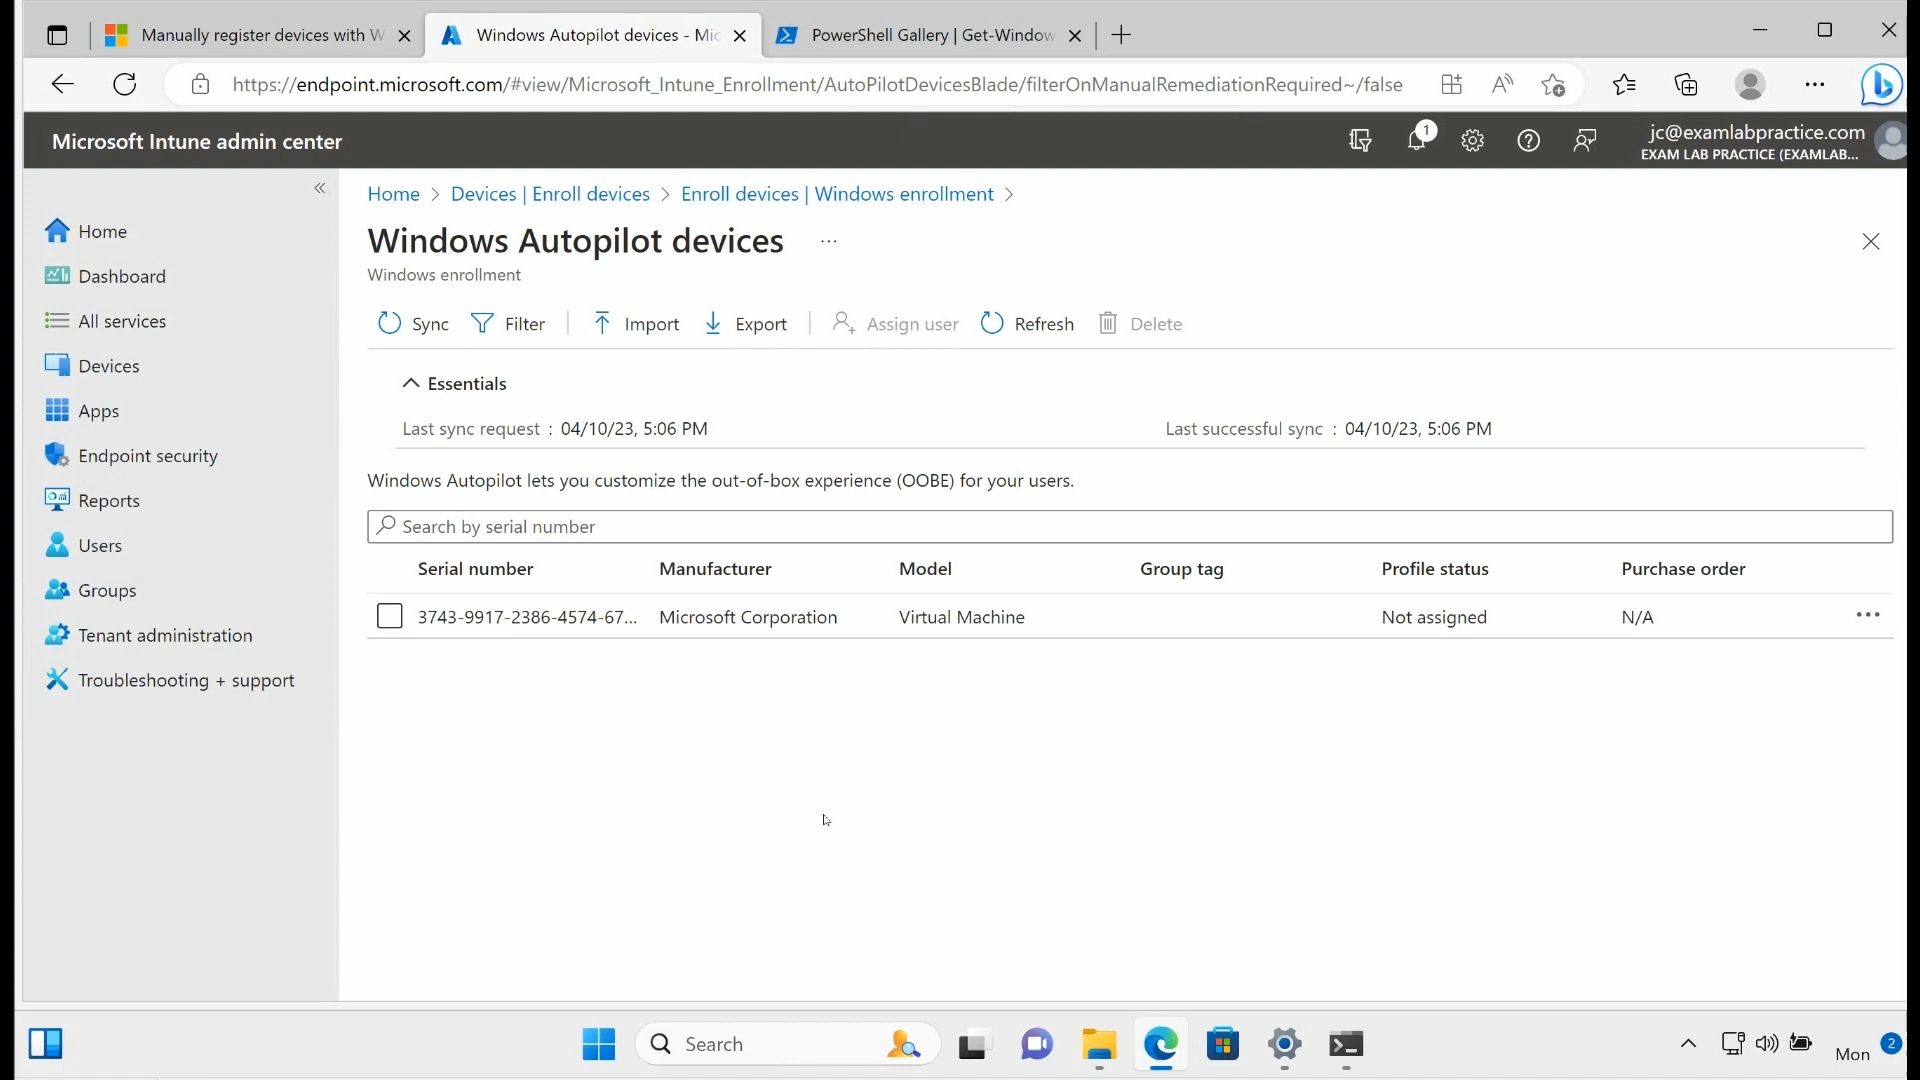 Manually register devices with W
Windows Autopilot devices - Mic
PowerShell Gallery | Get-Window
https://endpoint.microsoft.com/#view/Microsoft_Intune_Enrollment/AutoPilotDevicesBlade/filterOnManualRemediationRequired~/false
Microsoft Intune admin center
1
jc@examlabpractice.com
EXAM LAB PRACTICE (EXAMLAB...
Home > Devices | Enroll devices > Enroll devices | Windows enrollment >
Home
Dashboard
All services
Devices
Apps
Endpoint security
Reports
Users
Groups
Tenant administration
Troubleshooting + support
Windows Autopilot devices ...
Windows enrollment
Sync Filter Import Export Assign user Refresh Delete
Essentials
Last sync request : 04/10/23, 5:06 PM Last successful sync : 04/10/23, 5:06 PM
Windows Autopilot lets you customize the out-of-box experience (OOBE) for your users.
Search by serial number
Serial number Manufacturer Model Group tag Profile status Purchase order
3743-9917-2386-4574-67... Microsoft Corporation Virtual Machine Not assigned N/A ...
Search
Mon
2